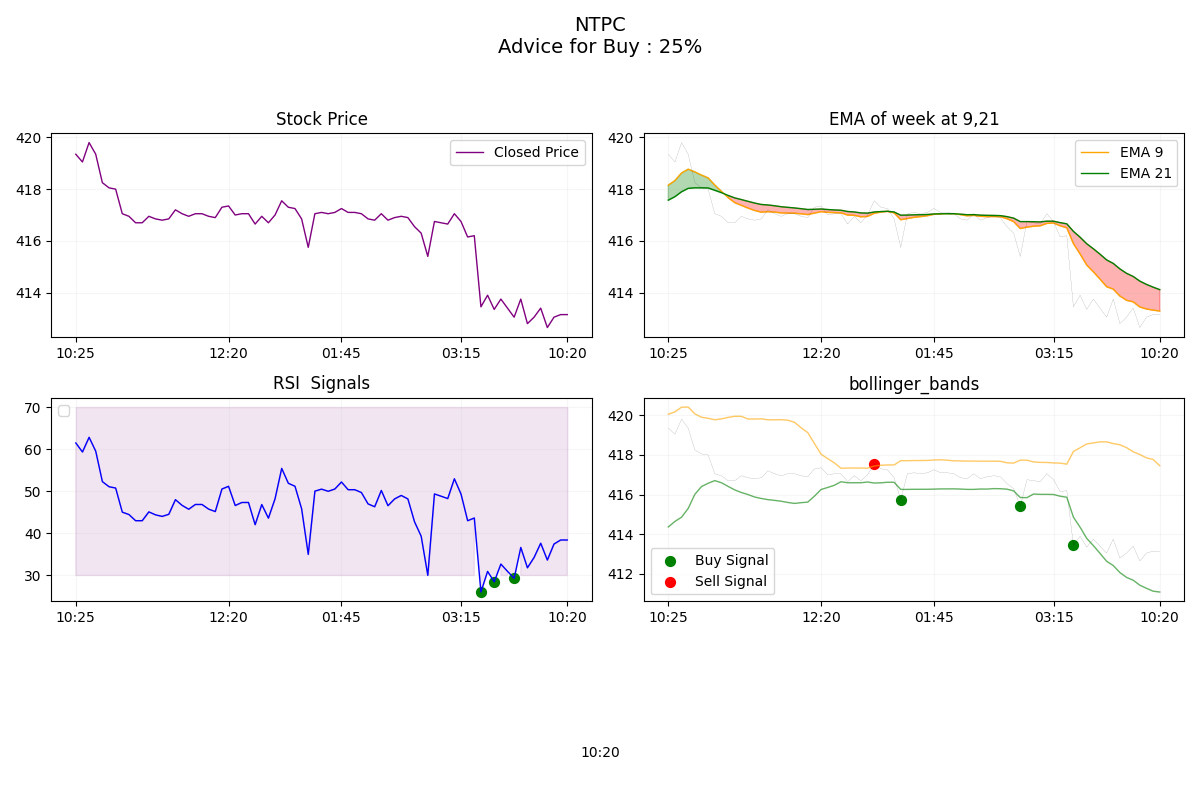 NTPC
Advice for Buy : 25%
Stock Price
420
418
416
414
Closed Price
10:25 12:20 01:45 03:15 10:20
EMA of week at 9,21
420
418
416
414
EMA 9
EMA 21
10:25 12:20 01:45 03:15 10:20
RSI  Signals
70
60
50
40
30
10:25 12:20 01:45 03:15 10:20
bollinger_bands
420
418
416
414
412
Buy Signal
Sell Signal
10:25 12:20 01:45 03:15 10:20
10:20